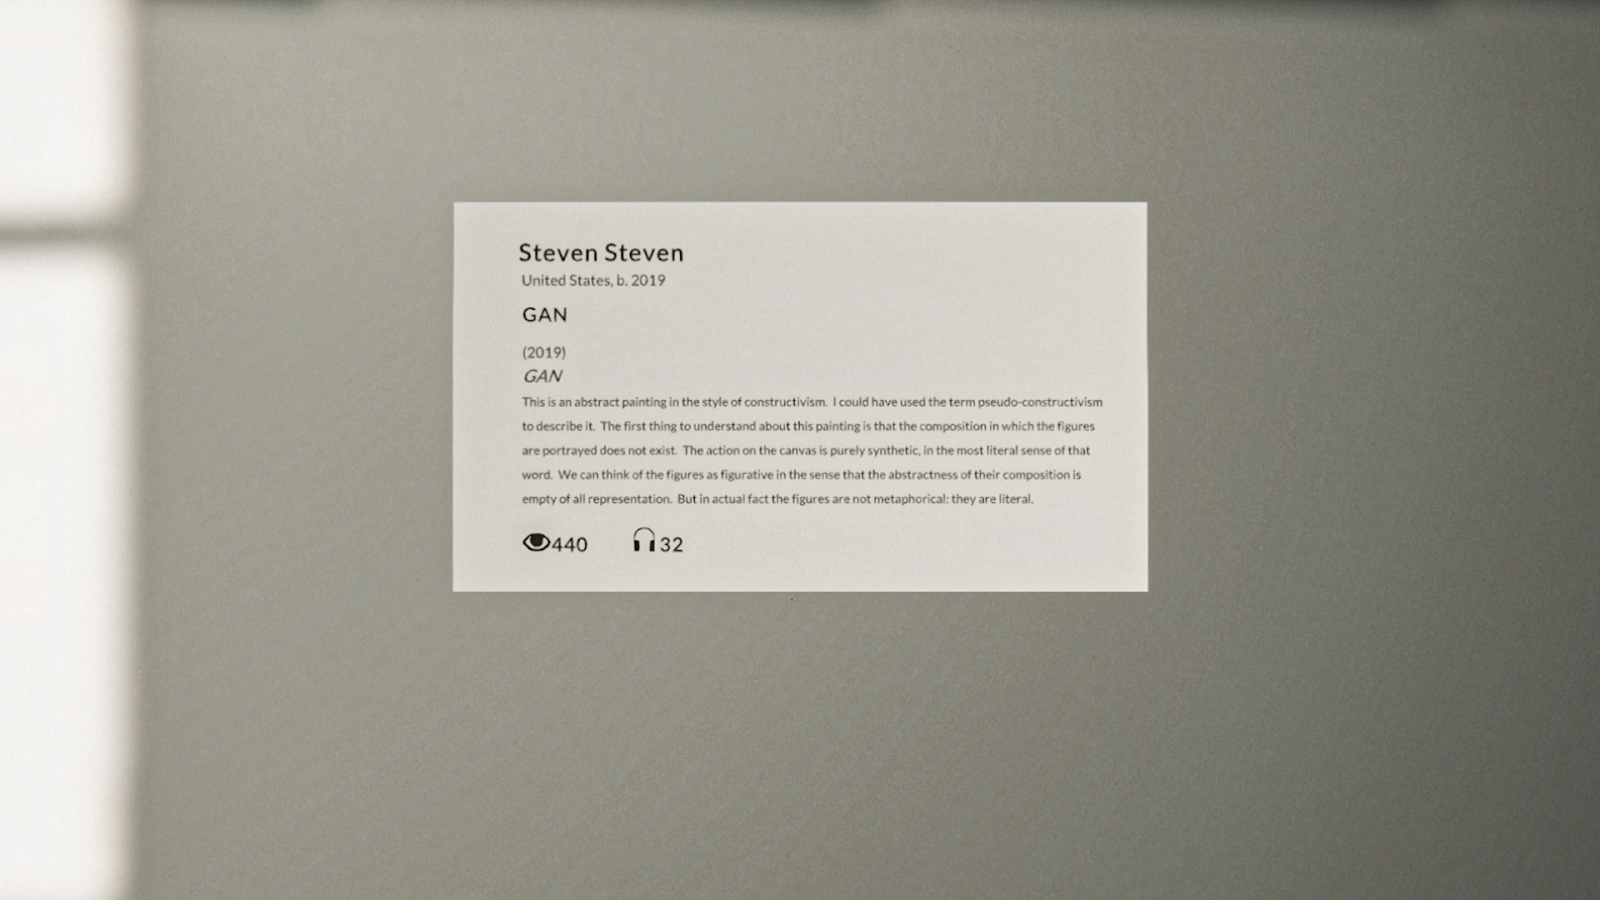 Steven Steven
United States, b. 2019
GAN
(2019)
GAN
This is an abstract painting in the style of constructivism. I could have used the term pseudo-constructivism
to describe it. The first thing to understand about this painting is that the composition in which the figures
are portrayed does not exist. The action on the canvas is purely synthetic, in the most literal sense of that
word. We can think of the figures as figurative in the sense that the abstractness of their composition is
empty of all representation. But in actual fact the figures are not metaphorical: they are literal.
440 32